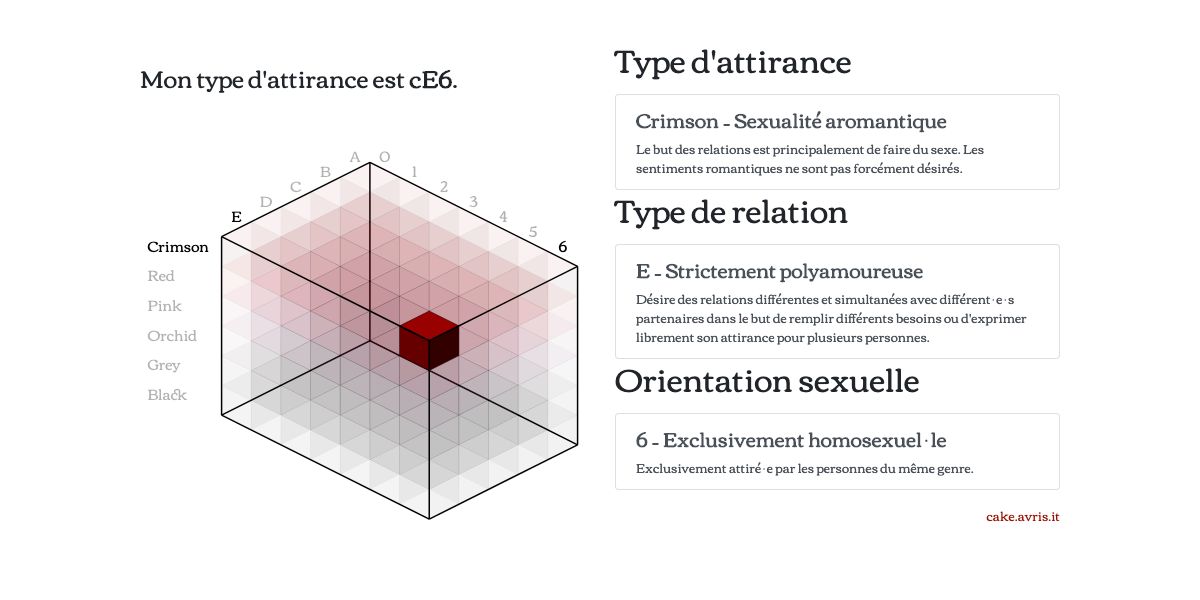 Mon type d'attirance est cE6.
A O
B 1
C 2
D 3
E 4
5
6
Crimson
Red
Pink
Orchid
Grey
Black
Type d'attirance
Crimson - Sexualité aromantique
Le but des relations est principalement de faire du sexe. Les
sentiments romantiques ne sont pas forcément désirés.
Type de relation
E - Strictement polyamoureuse
Désire des relations différentes et simultanées avec différent·e·s
partenaires dans le but de remplir différents besoins ou d'exprimer
librement son attirance pour plusieurs personnes.
Orientation sexuelle
6 - Exclusivement homosexuel·le
Exclusivement attiré·e par les personnes du même genre.
cake.avris.it